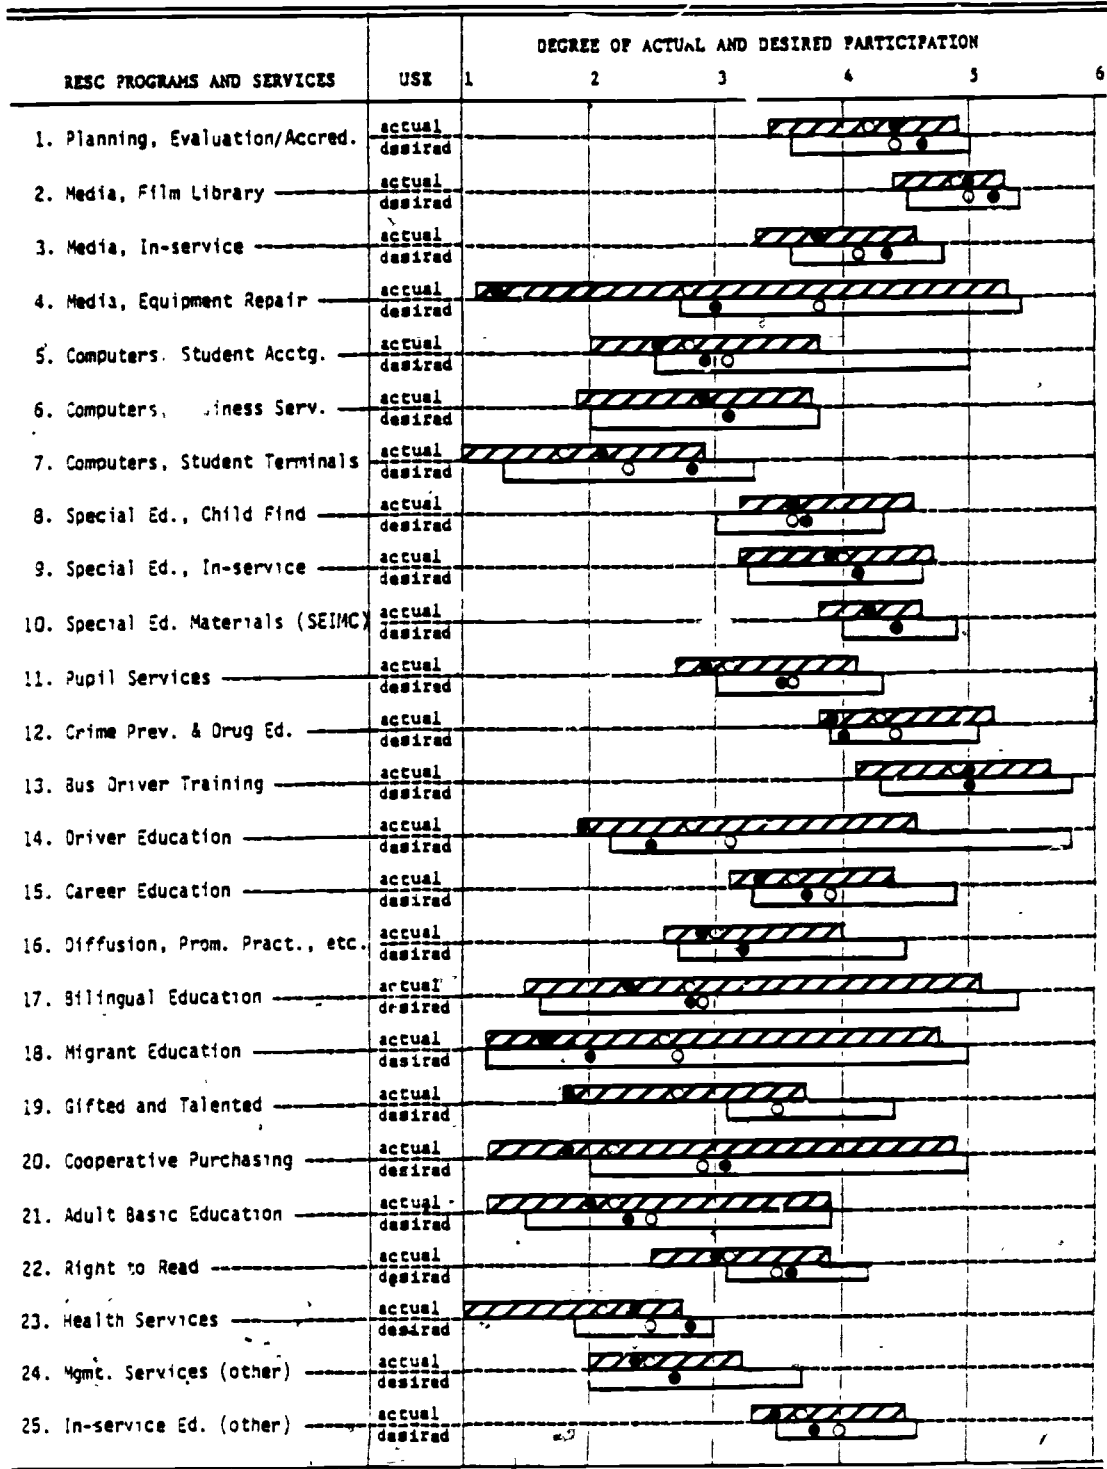 DEGREE OF ACTUAL AND DESIRED PARTICIPATION
RESC PROGRAMS AND SERVICES USE 1 2 3 4 5 6
1. Planning, Evaluation/Accred. actual desired
2. Media, Film Library actual desired
3. Media, In-service actual desired
4. Media, Equipment Repair actual desired
5. Computers, Student Acctg. actual desired
6. Computers, iness Serv. actual desired
7. Computers, Student Terminals actual desired
8. Special Ed., Child Find actual desired
9. Special Ed., In-service actual desired
10. Special Ed. Materials (SEIMC) actual desired
11. Pupil Services actual desired
12. Crime Prev. & Drug Ed. actual desired
13. Bus Driver Training actual desired
14. Driver Education actual desired
15. Career Education actual desired
16. Diffusion, Prom. Pract., etc. actual desired
17. Bilingual Education actual desired
18. Migrant Education actual desired
19. Gifted and Talented actual desired
20. Cooperative Purchasing actual desired
21. Adult Basic Education actual desired
22. Right to Read actual desired
23. Health Services actual desired
24. Mgmt. Services (other) actual desired
25. In-service Ed. (other) actual desired